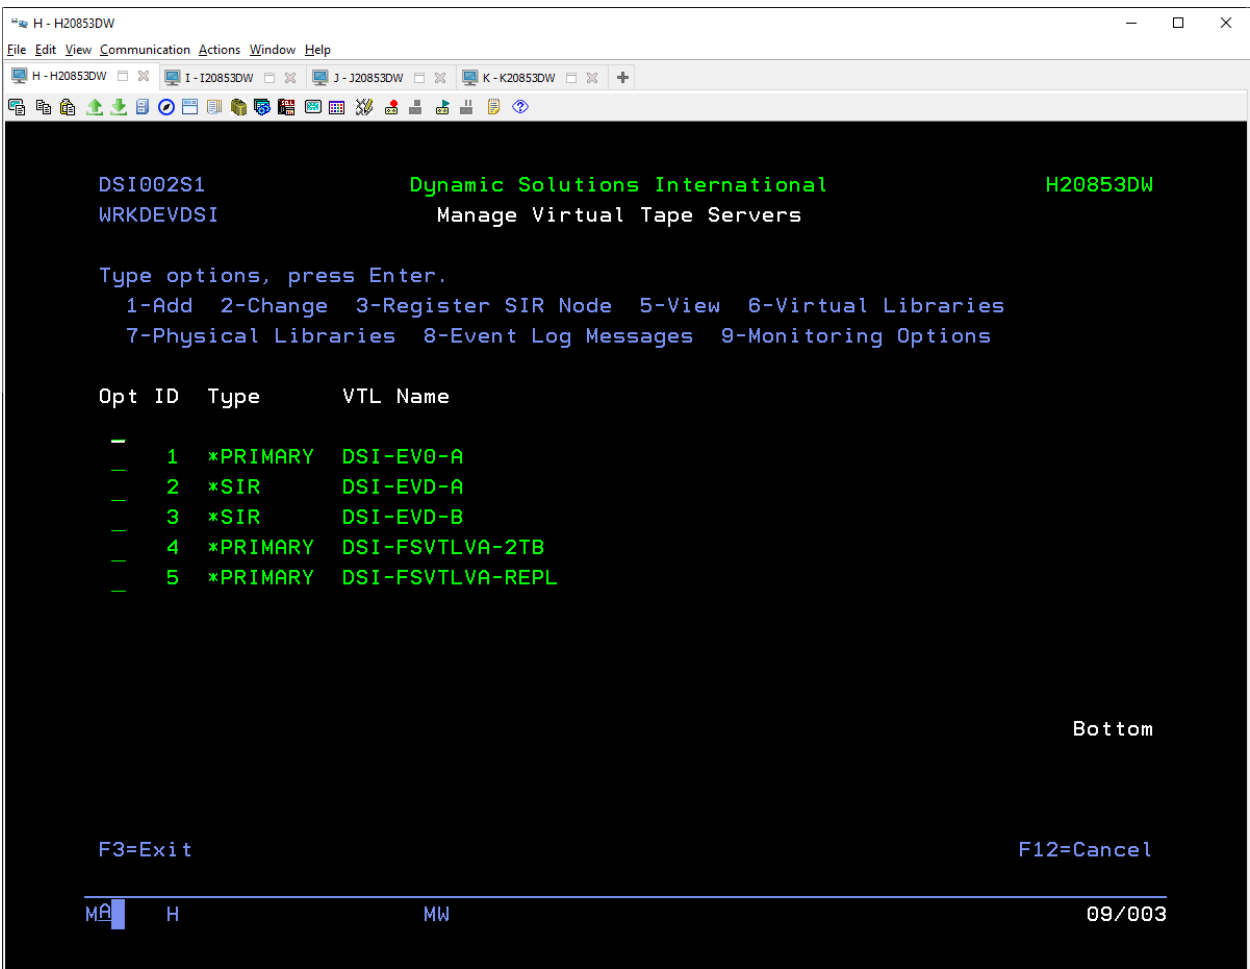 H - H20853DW
File Edit View Communication Actions Window Help
H - H20853DW I - I20853DW J - J20853DW K - K20853DW
DSI002S1 Dynamic Solutions International H20853DW
WRKDEVDSI Manage Virtual Tape Servers
Type options, press Enter.
1-Add 2-Change 3-Register SIR Node 5-View 6-Virtual Libraries
7-Physical Libraries 8-Event Log Messages 9-Monitoring Options
Opt ID Type VTL Name
_
_ 1 *PRIMARY DSI-EV0-A
_ 2 *SIR DSI-EVD-A
_ 3 *SIR DSI-EVD-B
_ 4 *PRIMARY DSI-FSVTLVA-2TB
_ 5 *PRIMARY DSI-FSVTLVA-REPL
Bottom
F3=Exit F12=Cancel
MA H MW 09/003